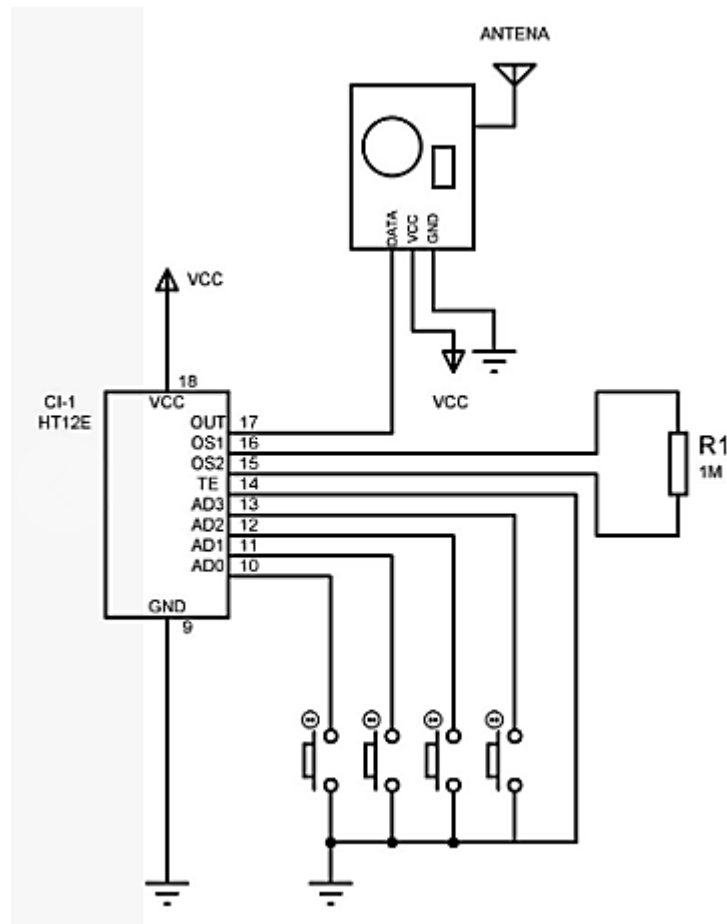 ANTENA
DATA
VCC
GND
VCC
VCC
18
CI-1
HT12E
VCC
OUT 17
OS1 16
OS2 15
TE 14
AD3 13
AD2 12
AD1 11
AD0 10
GND
9
R1
1M